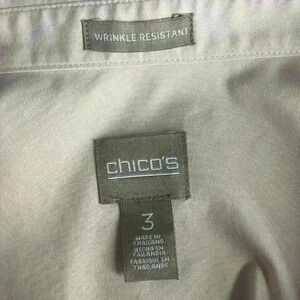 WRINKLE RESISTANT
chico's
3
MADE IN
THAILAND
HECHO EN
TAILANDIA
FABRIQUÉ EN
THAÏLANDE